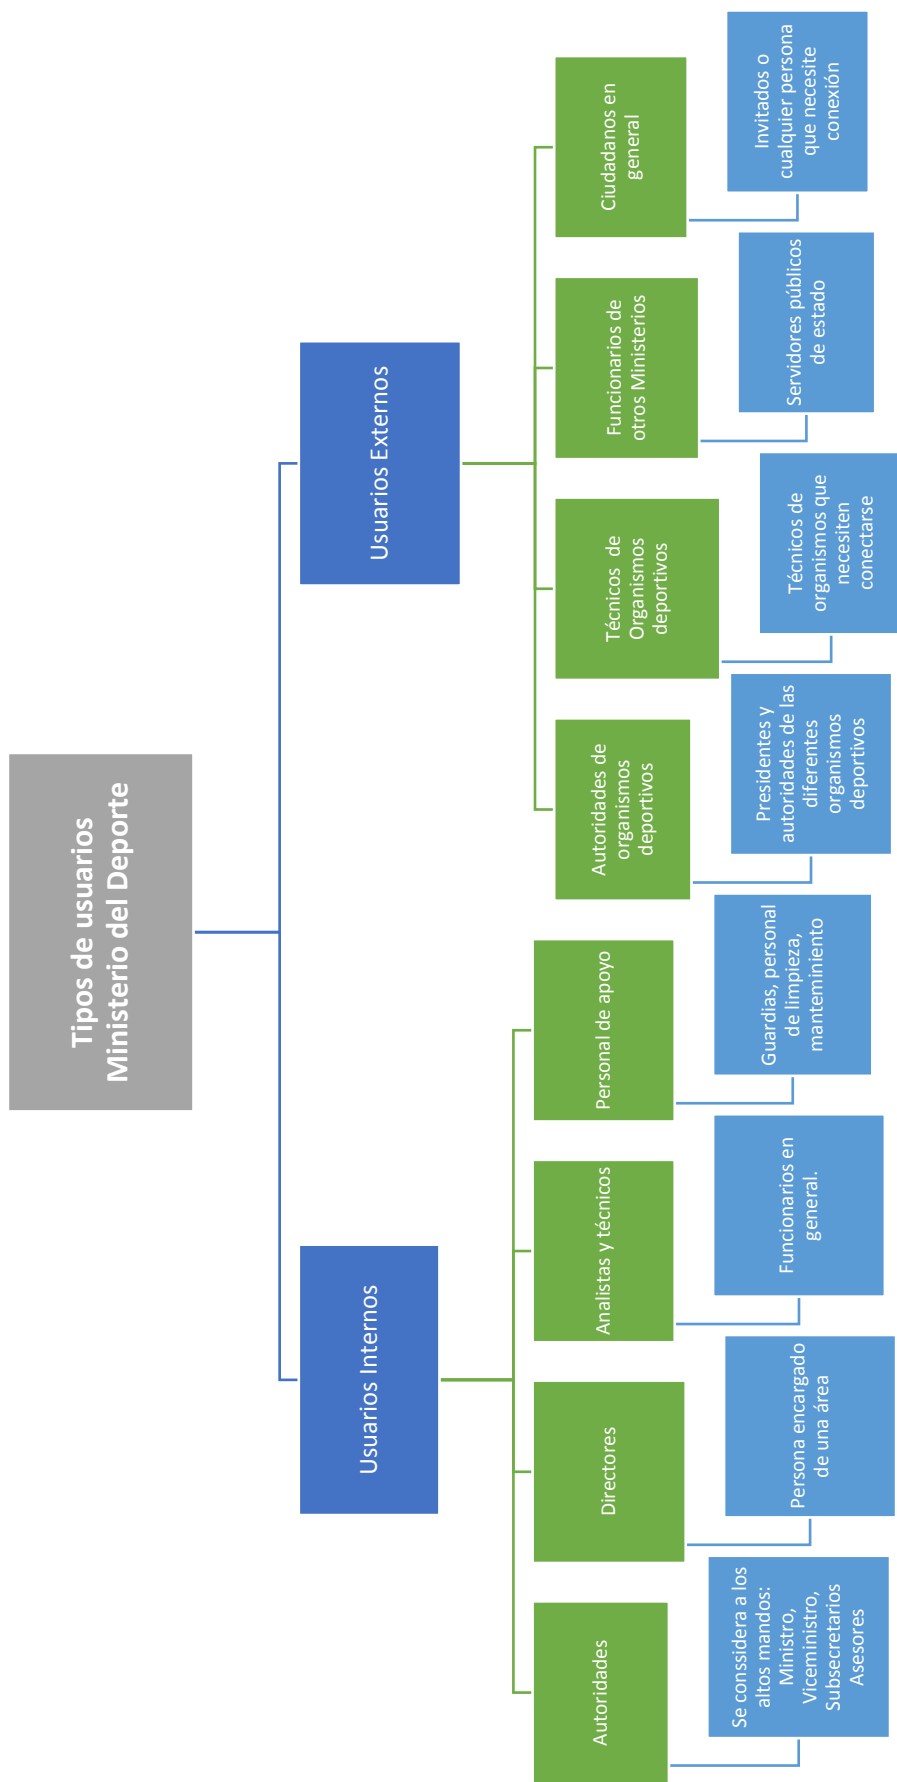 Tipos de usuarios
Ministerio del Deporte
Usuarios Internos
Autoridades
Se conssidera a los
altos mandos:
Ministro,
Viceministro,
Subsecretarios
Asesores
Directores
Persona encargado
de una área
Analistas y técnicos
Funcionarios en
general.
Personal de apoyo
Guardias, personal
de limpieza,
manteminiento
Usuarios Externos
Autoridades de
organismos
deportivos
Presidentes y
autoridades de las
diferentes
organismos
deportivos
Técnicos de
Organismos
deportivos
Técnicos de
organismos que
necesiten
conectarse
Funcionarios de
otros Ministerios
Servidores públicos
de estado
Ciudadanos en
general
Invitados o
cualquier persona
que necesite
conexión